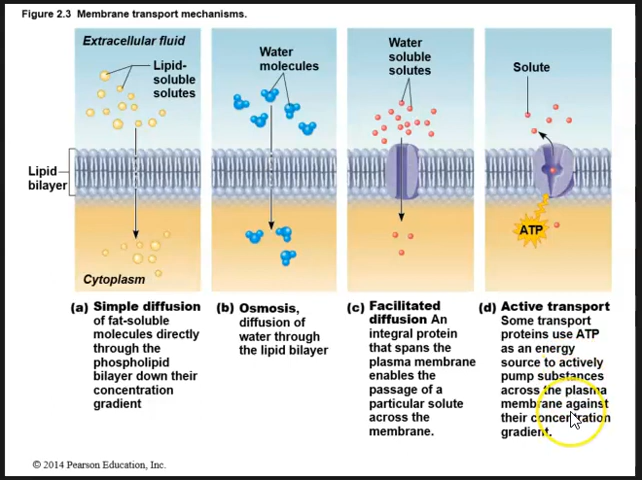 Figure 2.3 Membrane transport mechanisms.
Extracellular fluid
Lipid-
soluble
solutes
Water
molecules
Water
soluble
solutes
Solute
Lipid
bilayer
ATP
Cytoplasm
(a) Simple diffusion
of fat-soluble
molecules directly
through the
phospholipid
bilayer down their
concentration
gradient
(b) Osmosis,
diffusion of
water through
the lipid bilayer
(c) Facilitated
diffusion An
integral protein
that spans the
plasma membrane
enables the
passage of a
particular solute
across the
membrane.
(d) Active transport
Some transport
proteins use ATP
as an energy
source to actively
pump substances
across the plasma
membrane against
their concentration
gradient.
© 2014 Pearson Education, Inc.